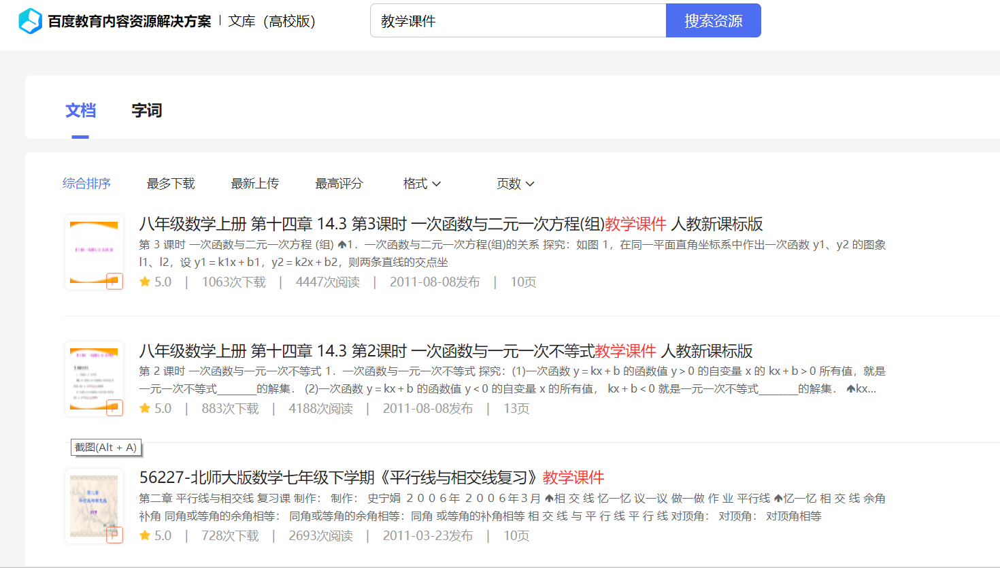 百度教育内容资源解决方案 | 文库（高校版）
教学课件 搜索资源
文档 字词
综合排序 最多下载 最新上传 最高评分 格式 页数
八年级数学上册 第十四章 14.3 第3课时 一次函数与二元一次方程(组)教学课件 人教新课标版
第 3 课时 一次函数与二元一次方程 (组) 🡹1．一次函数与二元一次方程(组)的关系 探究：如图 1，在同一平面直角坐标系中作出一次函数 y1、y2 的图象
l1、l2，设 y1＝k1x＋b1，y2＝k2x＋b2，则两条直线的交点坐
5.0 | 1063次下载 | 4447次阅读 | 2011-08-08发布 | 10页
八年级数学上册 第十四章 14.3 第2课时 一次函数与一元一次不等式教学课件 人教新课标版
第 2 课时 一次函数与一元一次不等式 1．一次函数与一元一次不等式 探究：(1)一次函数 y＝kx＋b 的函数值 y＞0 的自变量 x 的 kx＋b＞0 所有值，就是
一元一次不等式_______的解集． (2)一次函数 y＝kx＋b 的函数值 y＜0 的自变量 x 的所有值， kx＋b＜0 就是一元一次不等式_______的解集． 🡹kx...
5.0 | 883次下载 | 4188次阅读 | 2011-08-08发布 | 13页
截图(Alt + A)
56227-北师大版数学七年级下学期《平行线与相交线复习》教学课件
第二章 平行线与相交线 复习课 制作： 制作： 史宁娟 ２００６年 ２００６年３月 🡹相 交 线 忆一忆 议一议 做一做 作 业 平行线 🡹忆一忆 相 交 线 余角
补角 同角或等角的余角相等： 同角或等角的余角相等：同角 或等角的补角相等 相 交 线 与 平 行 线 平 行 线 对顶角： 对顶角： 对顶角相等
5.0 | 728次下载 | 2693次阅读 | 2011-03-23发布 | 10页